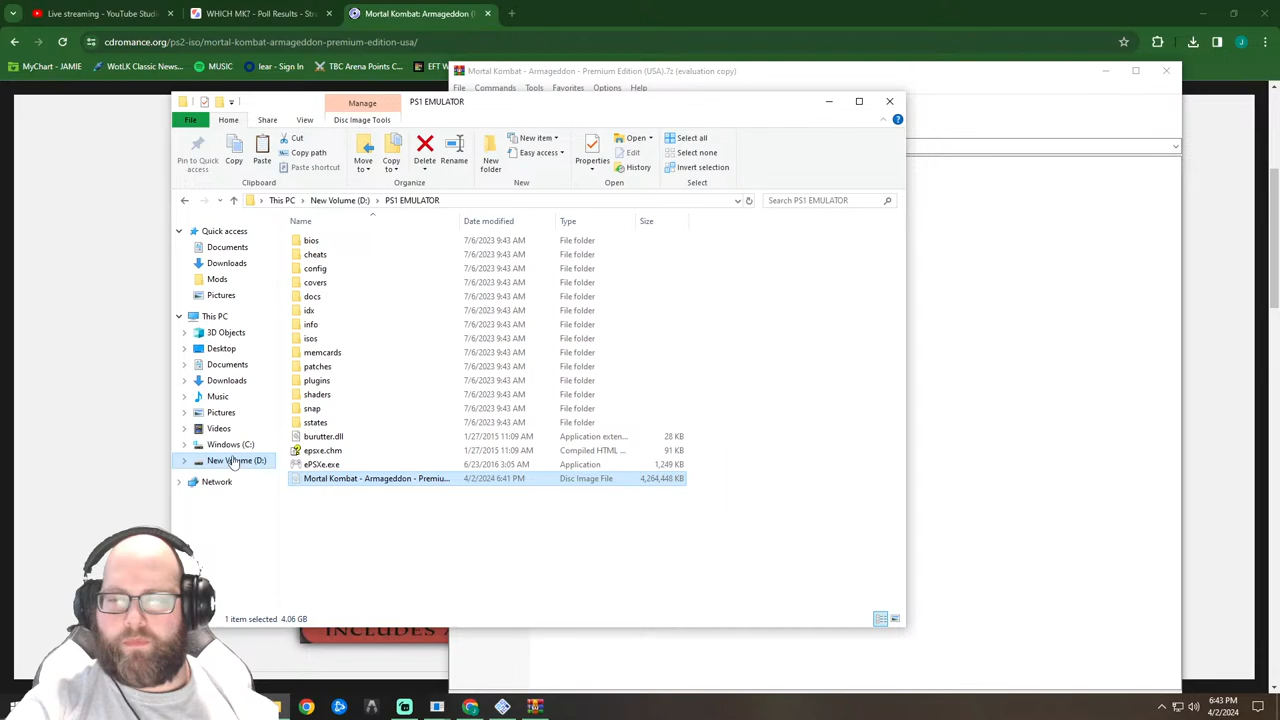 Live streaming - YouTube Stud
WHICH MK? - Poll Results - Str
Mortal Kombat: Armageddon (
cdromance.org/ps2-iso/mortal-kombat-armageddon-premium-edition-usa/
MyChart - JAMIE
WotLK Classic News...
MUSIC
lear - Sign In
TBC Arena Points C...
EFT W
Mortal Kombat - Armageddon - Premium Edition (USA).7z (evaluation copy)
File Commands Tools Favorites Options Help
Manage
PS1 EMULATOR
File Home Share View Disc Image Tools
Pin to Quick access
Copy
Paste
Cut
Copy path
Paste shortcut
Move to
Copy to
Delete
Rename
New folder
New item
Easy access
Properties
Open
Edit
History
Select all
Select none
Invert selection
Clipboard
Organize
New
Open
Select
This PC > New Volume (D:) > PS1 EMULATOR
Search PS1 EMULATOR
Name Date modified Type Size
Quick access
Documents
Downloads
Mods
Pictures
This PC
3D Objects
Desktop
Documents
Downloads
Music
Pictures
Videos
Windows (C:)
New Volume (D:)
Network
bios 7/6/2023 9:43 AM File folder
cheats 7/6/2023 9:43 AM File folder
config 7/6/2023 9:43 AM File folder
covers 7/6/2023 9:43 AM File folder
docs 7/6/2023 9:43 AM File folder
idx 7/6/2023 9:43 AM File folder
info 7/6/2023 9:43 AM File folder
isos 7/6/2023 9:43 AM File folder
memcards 7/6/2023 9:43 AM File folder
patches 7/6/2023 9:43 AM File folder
plugins 7/6/2023 9:43 AM File folder
shaders 7/6/2023 9:43 AM File folder
snap 7/6/2023 9:43 AM File folder
sstates 7/6/2023 9:43 AM File folder
burutter.dll 1/27/2015 11:09 AM Application exten... 28 KB
epsxe.chm 1/27/2015 11:09 AM Compiled HTML ... 91 KB
ePSXe.exe 6/23/2016 3:05 AM Application 1,249 KB
Mortal Kombat - Armageddon - Premiu... 4/2/2024 6:41 PM Disc Image File 4,264,448 KB
1 item selected 4.06 GB
INCLUDES
6:43 PM
4/2/2024